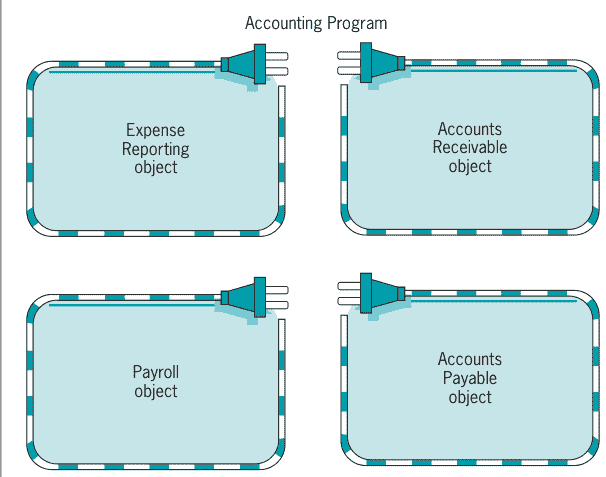 Accounting Program
Expense
Reporting
object
Accounts
Receivable
object
Payroll
object
Accounts
Payable
object